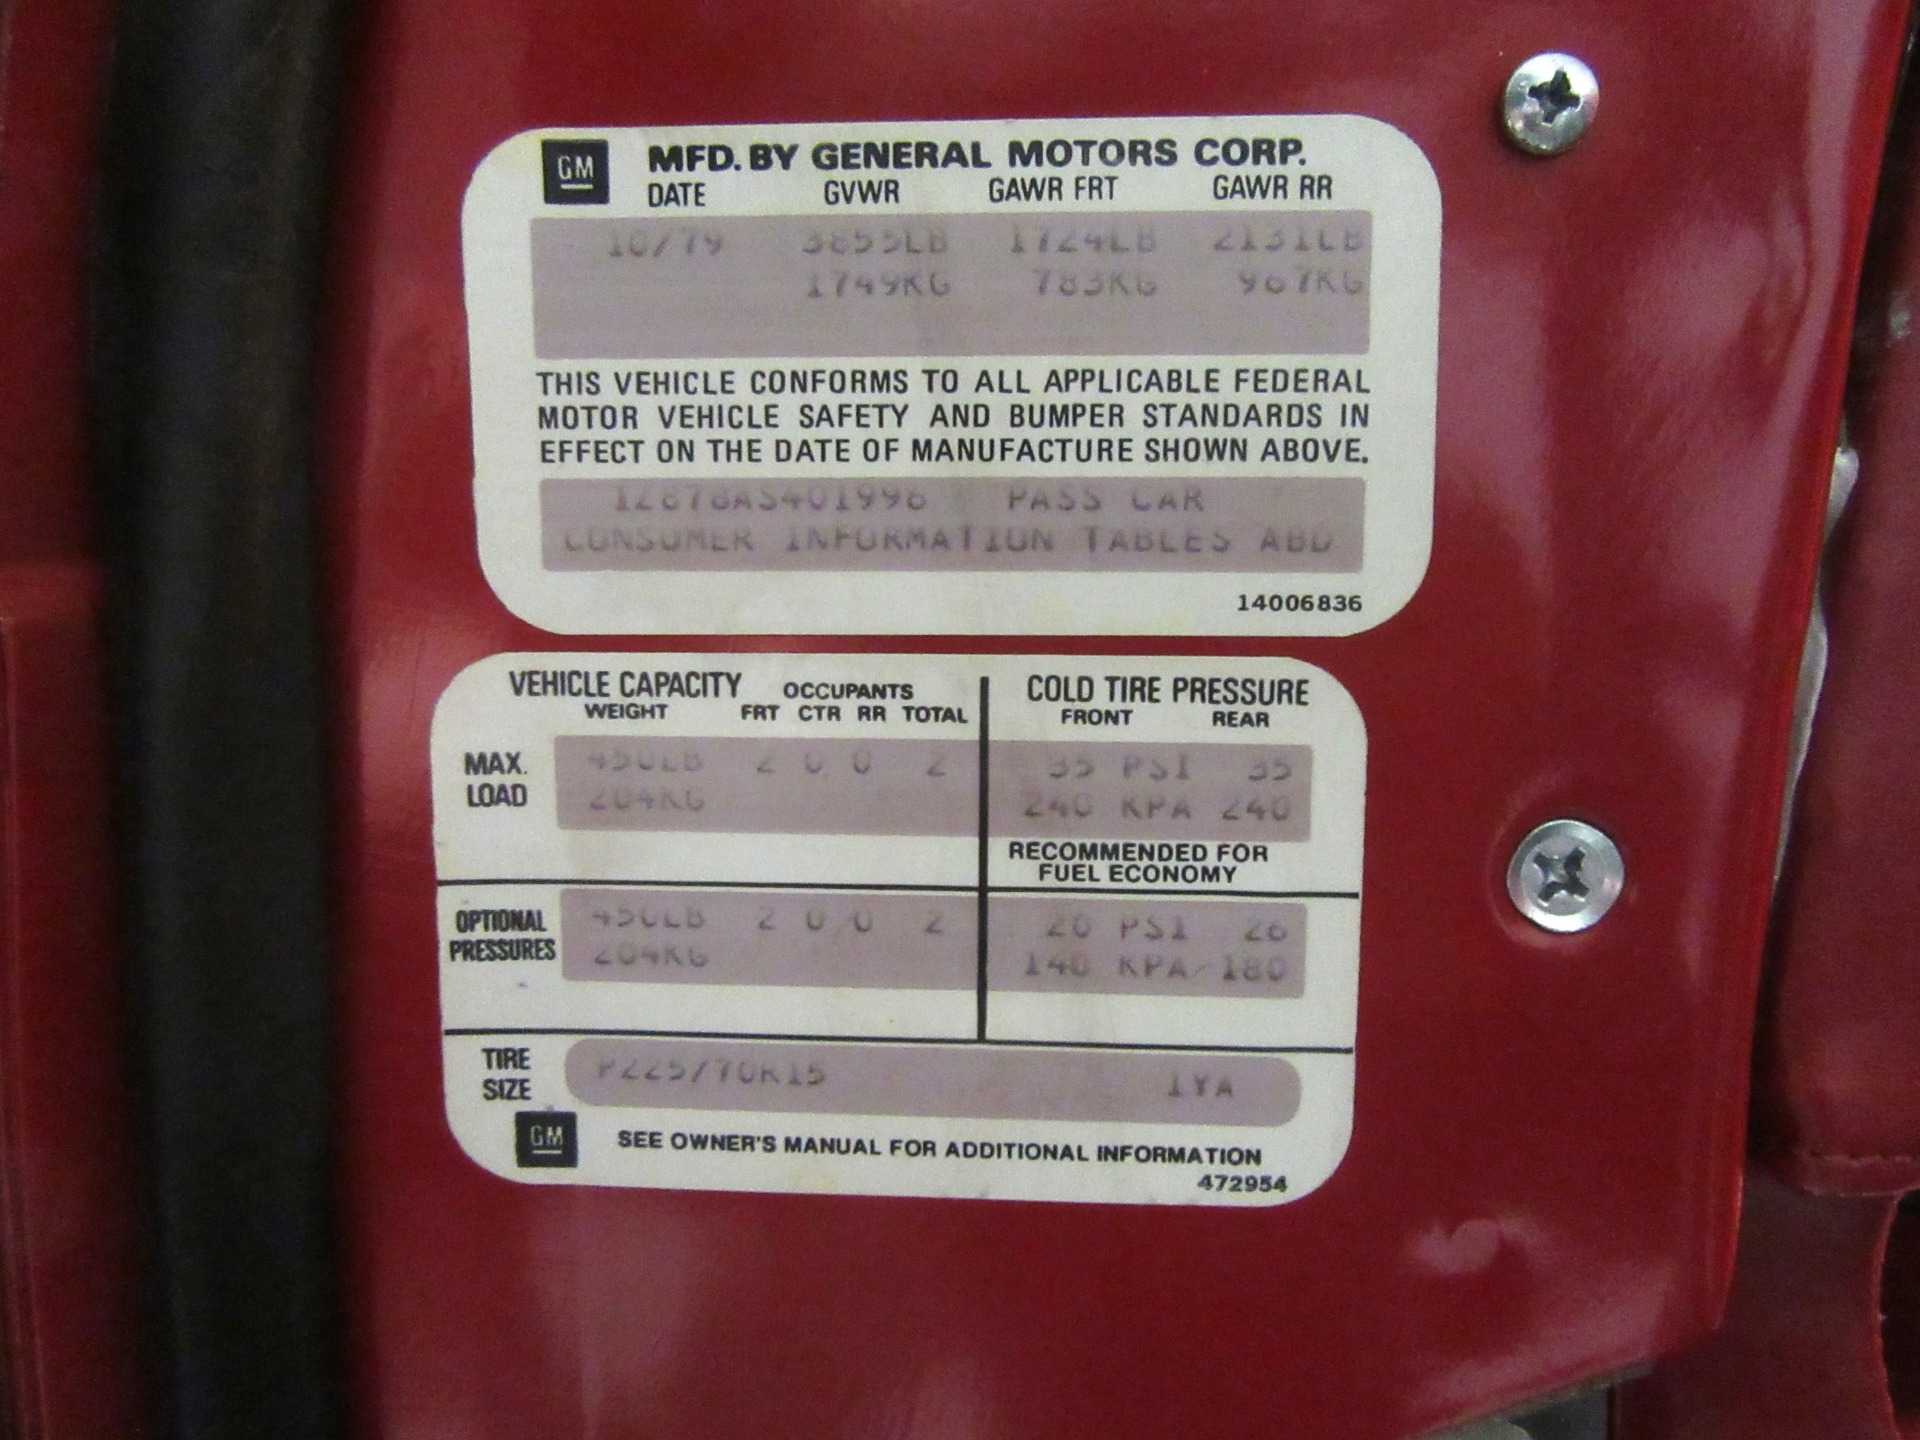 GM MFD. BY GENERAL MOTORS CORP.
DATE GVWR GAWR FRT GAWR RR
10/79 3855LB 1724LB 2131LB
1749KG 783KG 967KG
THIS VEHICLE CONFORMS TO ALL APPLICABLE FEDERAL
MOTOR VEHICLE SAFETY AND BUMPER STANDARDS IN
EFFECT ON THE DATE OF MANUFACTURE SHOWN ABOVE.
PASS CAR
CONSUMER INFORMATION TABLES
14006836
VEHICLE CAPACITY OCCUPANTS COLD TIRE PRESSURE
WEIGHT FRT CTR RR TOTAL FRONT REAR
MAX. LOAD 450LB 2 0 0 2 35 PSI 35
204KG 240 KPA 240
RECOMMENDED FOR
FUEL ECONOMY
OPTIONAL PRESSURES 450LB 2 0 0 2 20 PSI 26
204KG 140 KPA 180
TIRE SIZE P225/70R15 1YA
GM SEE OWNER'S MANUAL FOR ADDITIONAL INFORMATION
472954